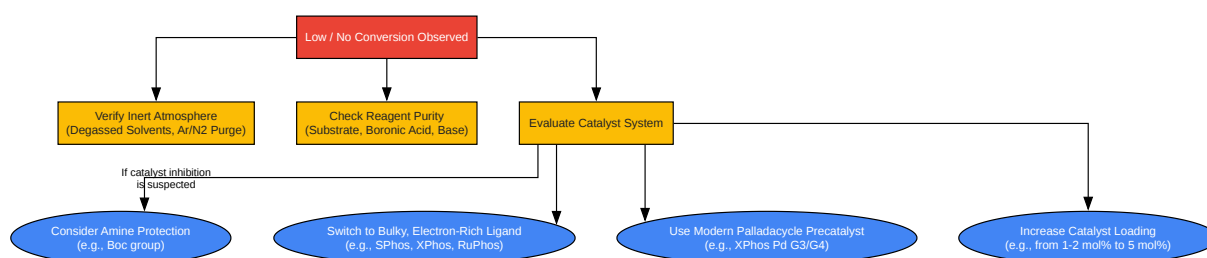 Low / No Conversion Observed
Verify Inert Atmosphere
(Degassed Solvents, Ar/N2 Purge)
Check Reagent Purity
(Substrate, Boronic Acid, Base)
Evaluate Catalyst System
If catalyst inhibition
is suspected
Consider Amine Protection
(e.g., Boc group)
Switch to Bulky, Electron-Rich Ligand
(e.g., SPhos, XPhos, RuPhos)
Use Modern Palladacycle Precatalyst
(e.g., XPhos Pd G3/G4)
Increase Catalyst Loading
(e.g., from 1-2 mol% to 5 mol%)